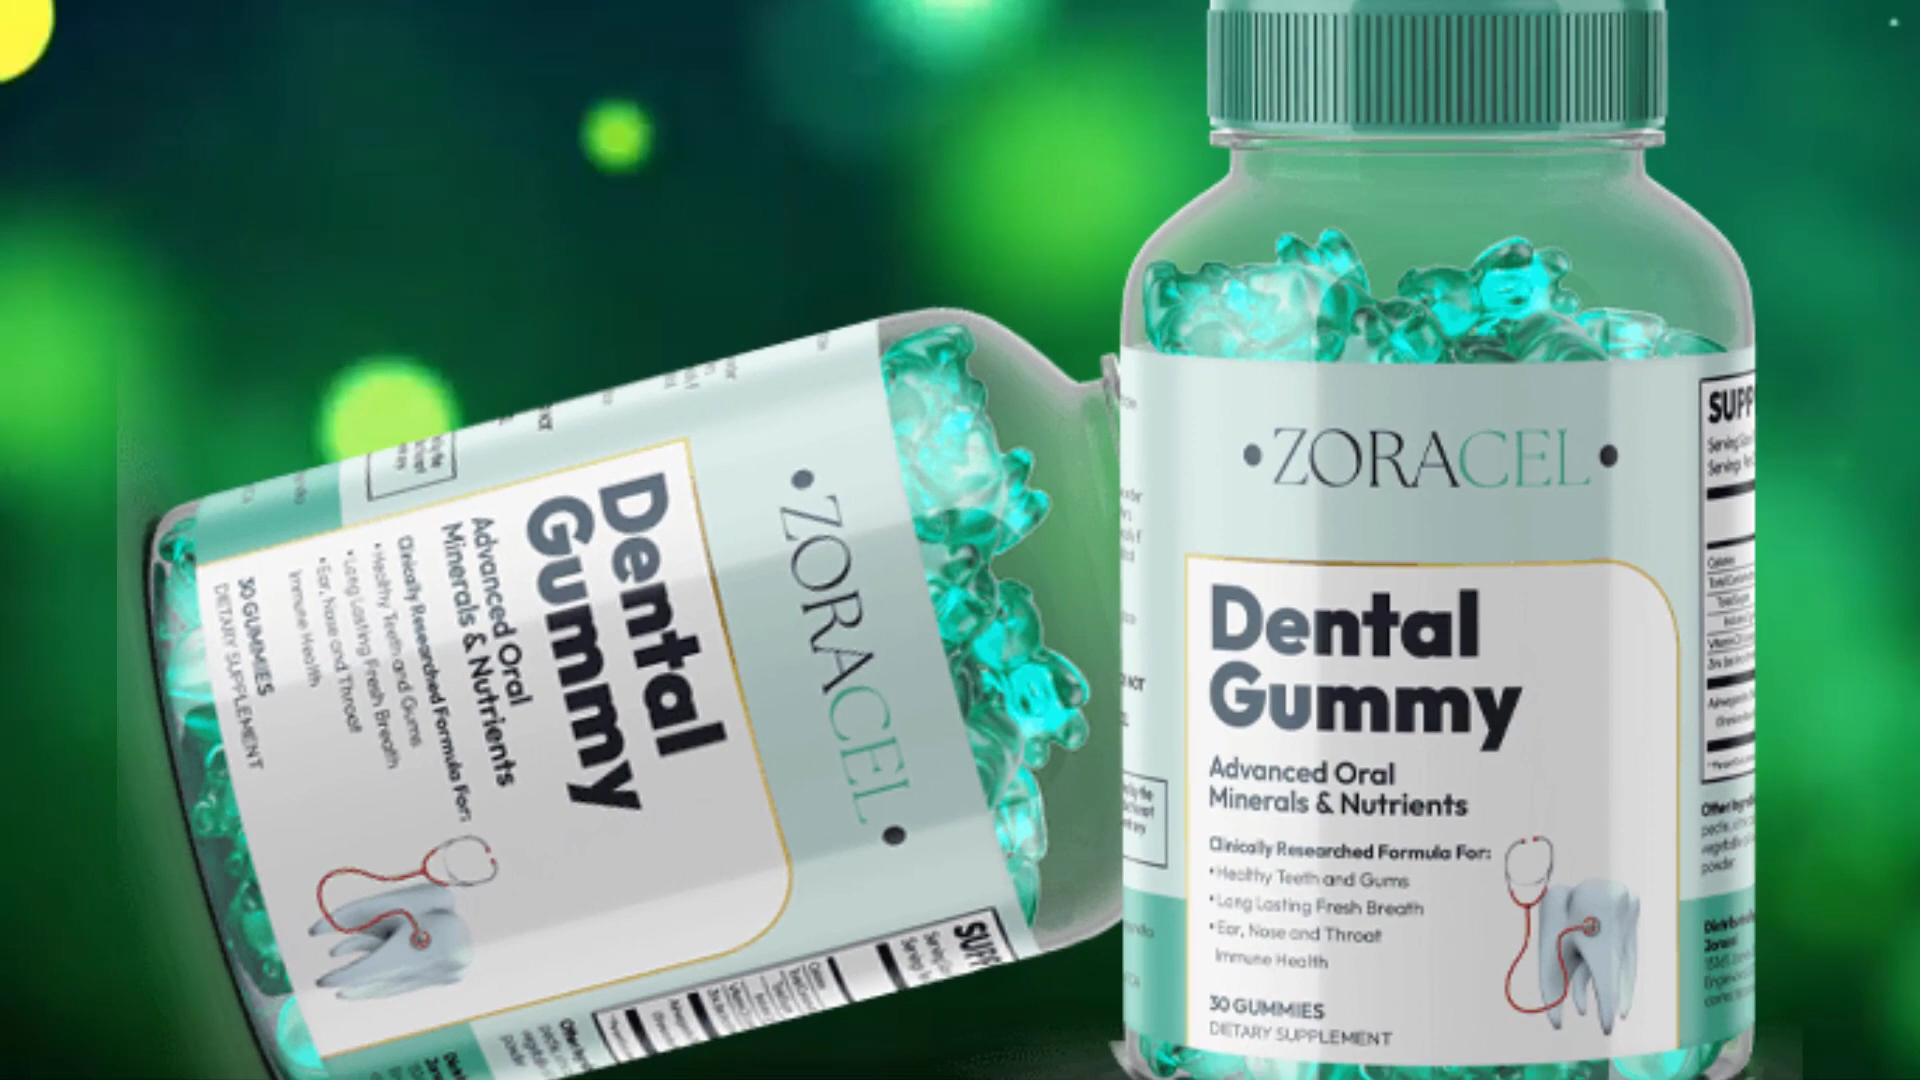 Dental
Gummy
Advanced Oral
Minerals & Nutrients
Clinically Researched Formula For:
• Healthy Teeth and Gums
• Long Lasting Fresh Breath
• Ear, Nose and Throat
Immune Health
30 GUMMIES
DIETARY SUPPLEMENT
• ZORACEL •
SUPP
• ZORACEL •
Dental
Gummy
Advanced Oral
Minerals & Nutrients
Clinically Researched Formula For:
• Healthy Teeth and Gums
• Long Lasting Fresh Breath
• Ear, Nose and Throat
Immune Health
30 GUMMIES
DIETARY SUPPLEMENT
SUPP